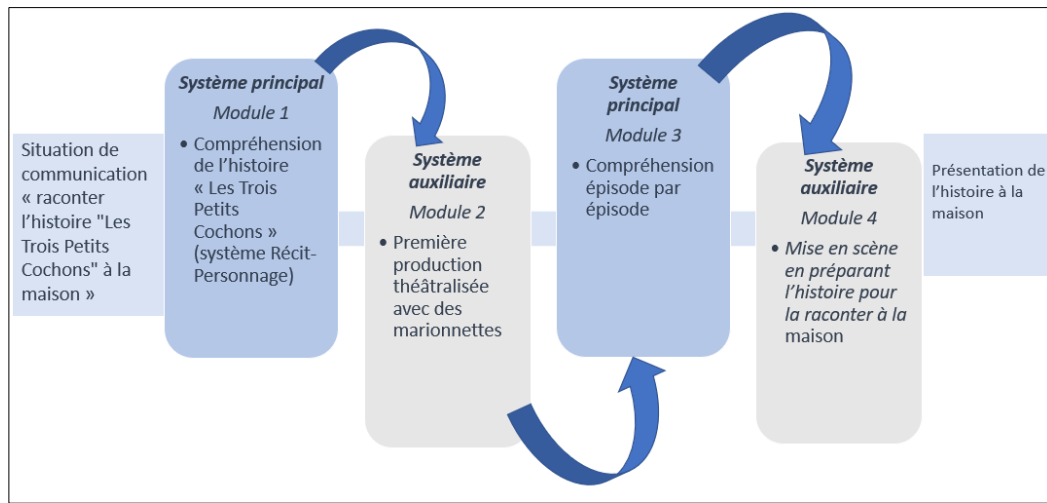 Situation de
communication
« raconter
l'histoire "Les
Trois Petits
Cochons" à la
maison »
Système principal
Module 1
• Compréhension
de l'histoire
« Les Trois
Petits
Cochons »
(système Récit-
Personnage)
Système
auxiliaire
Module 2
• Première
production
théâtralisée
avec des
marionnettes
Système
principal
Module 3
• Compréhension
épisode par
épisode
Système
auxiliaire
Module 4
• Mise en scène
en préparant
l'histoire pour
la raconter à la
maison
Présentation de
l'histoire à la
maison